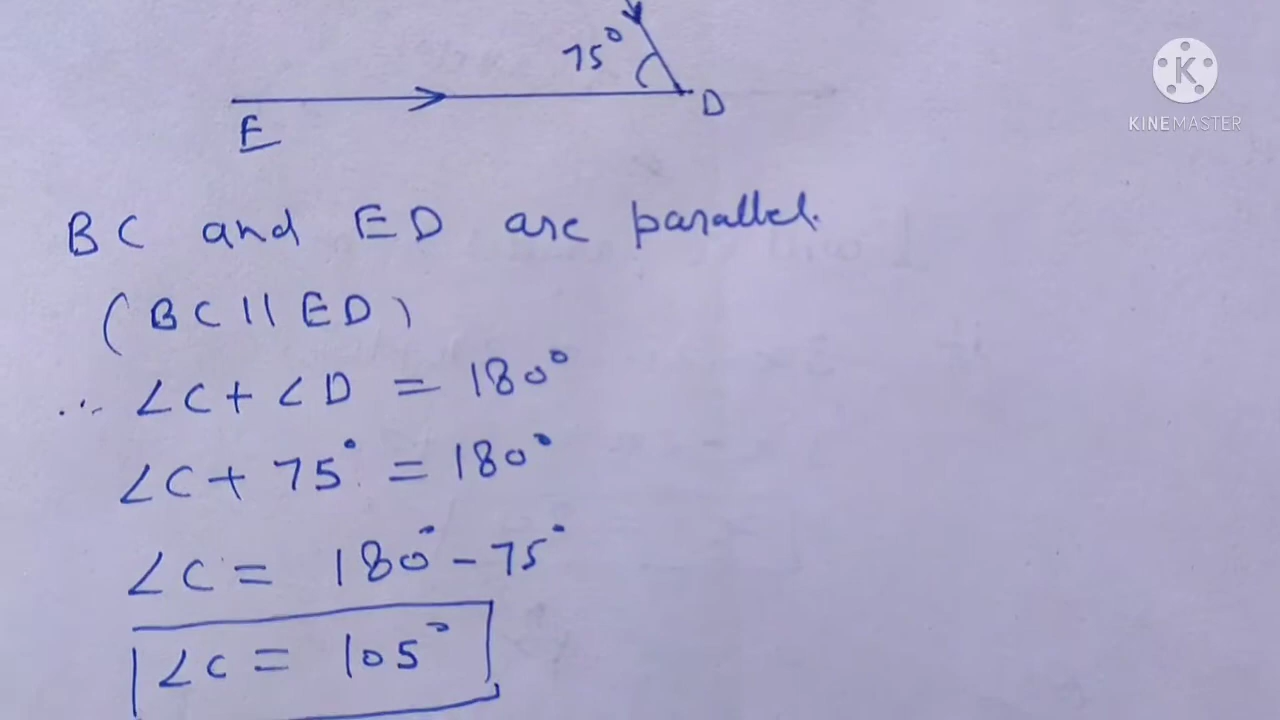 75°
E
D
BC and ED are parallel.
(BC || ED)
∴ ∠C + ∠D = 180°
∠C + 75° = 180°
∠C = 180° - 75°
∠C = 105°
K
KINEMASTER